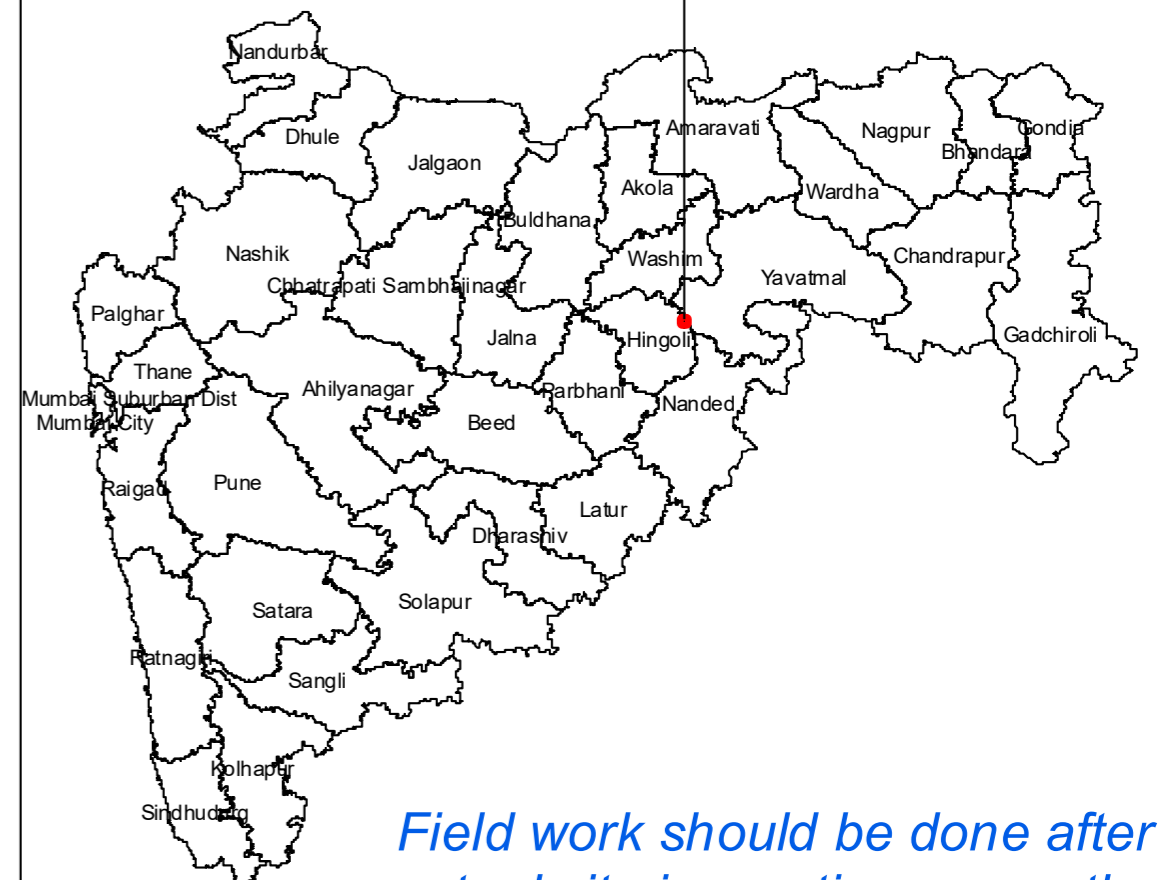 Nandurbar
Dhule
Jalgaon
Amaravati
Nagpur
Gondia
Bhandara
Akola
Wardha
Buldhana
Nashik
Washim
Chandrapur
Chhatrapati Sambhajinagar
Yavatmal
Palghar
Jalna
Hingoli
Gadchiroli
Thane
Ahilyanagar
Parbhani
Mumbai Suburban Dist
Nanded
Mumbai City
Beed
Raigad
Pune
Latur
Dharashiv
Satara
Solapur
Ratnagiri
Sangli
Kolhapur
Sindhudurg
Field work should be done after